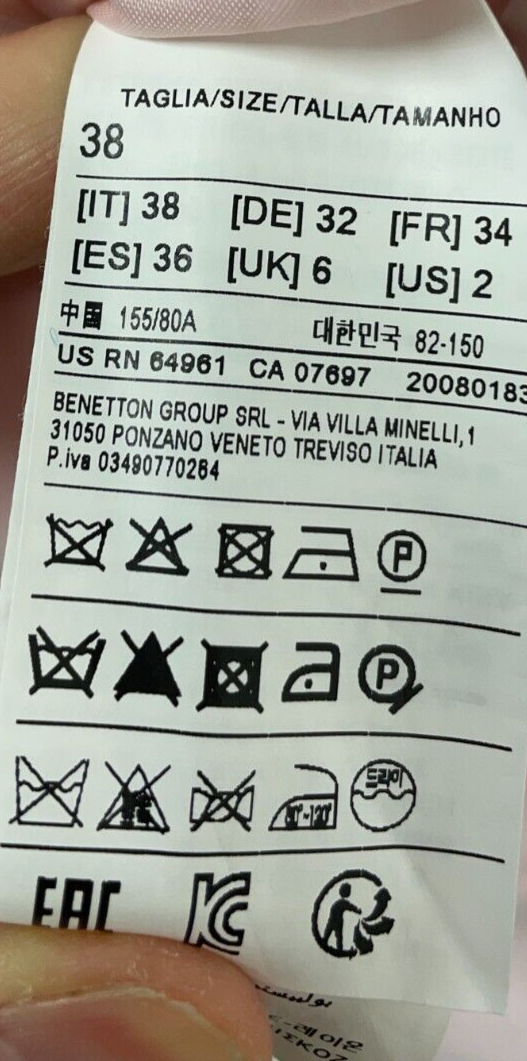 TAGLIA/SIZE/TALLA/TAMANHO
38
[IT] 38 [DE] 32 [FR] 34
[ES] 36 [UK] 6 [US] 2
中国 155/80A 대한민국 82-150
US RN 64961 CA 07697 20080183
BENETTON GROUP SRL - VIA VILLA MINELLI,1
31050 PONZANO VENETO TREVISO ITALIA
P.iva 03490770264
P
P
드라이
EAC KC